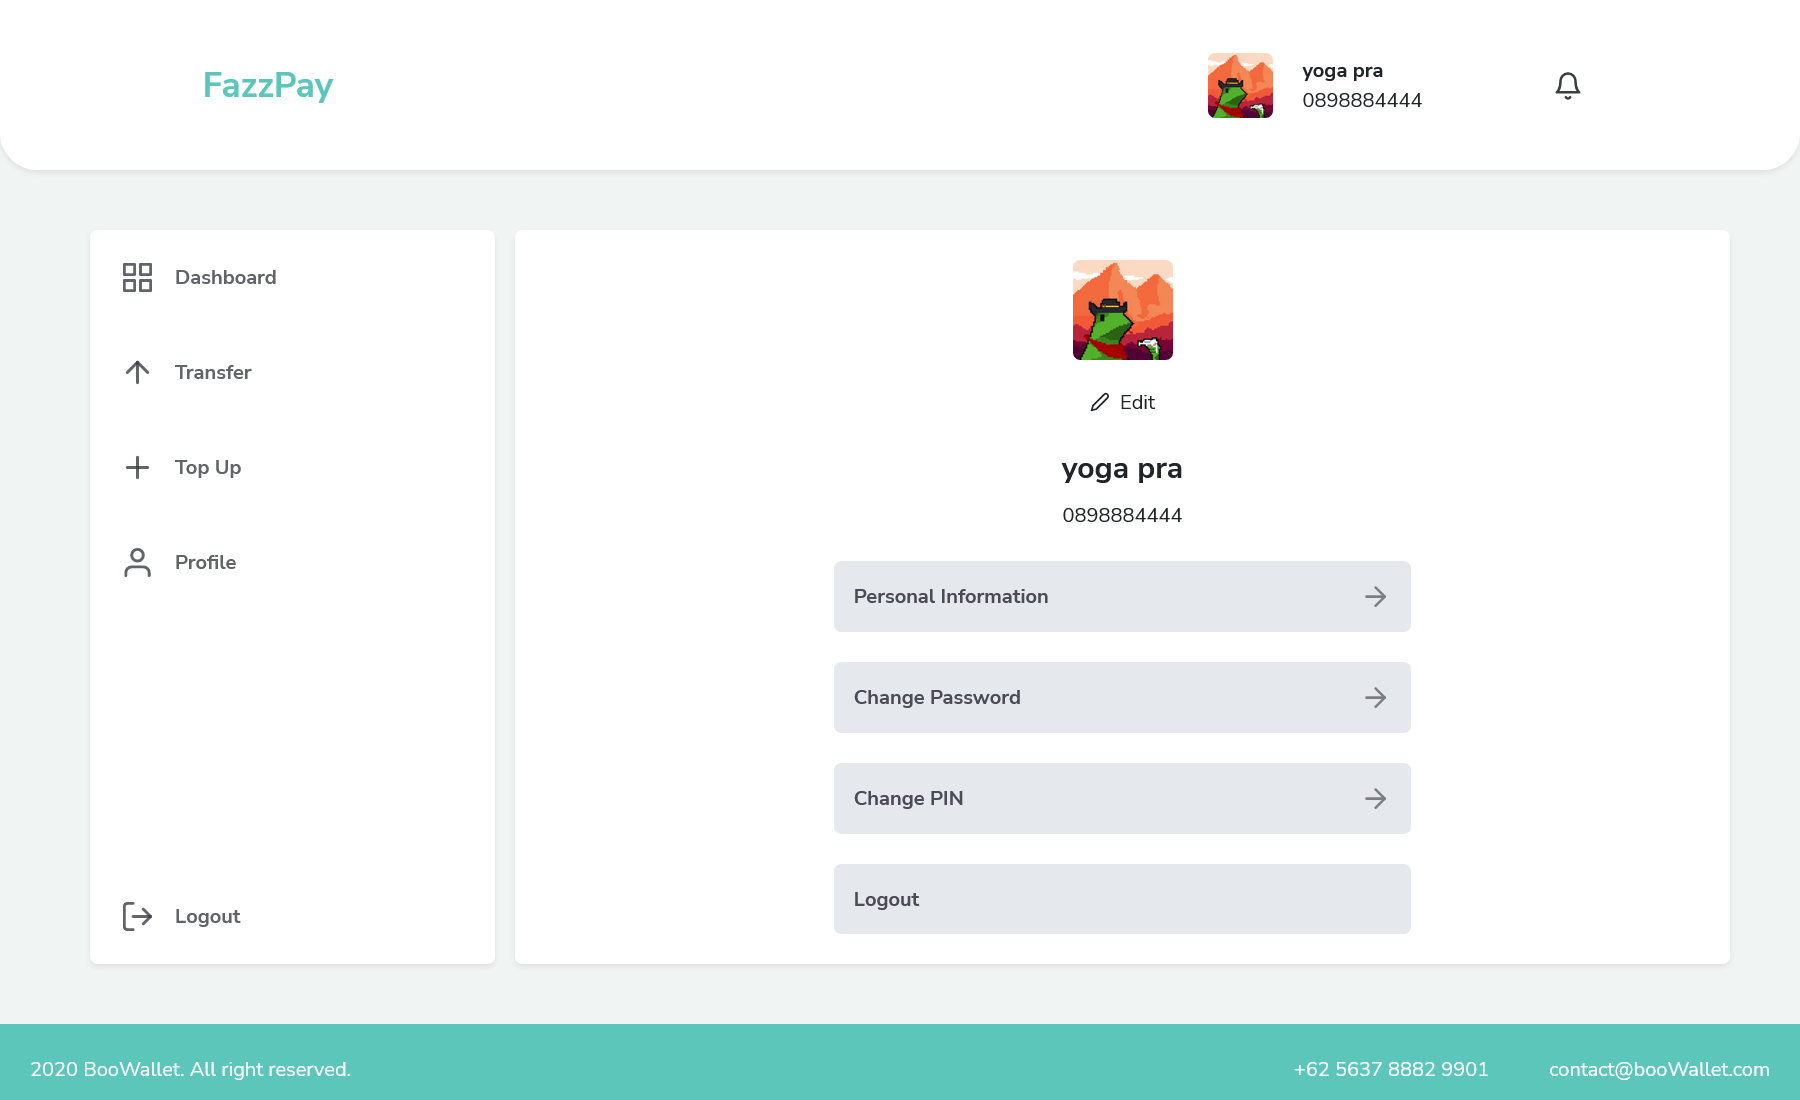 FazzPay
yoga pra
0898884444
Dashboard
Transfer
Top Up
Profile
Logout
Edit
yoga pra
0898884444
Personal Information
Change Password
Change PIN
Logout
2020 BooWallet. All right reserved.
+62 5637 8882 9901
contact@booWallet.com